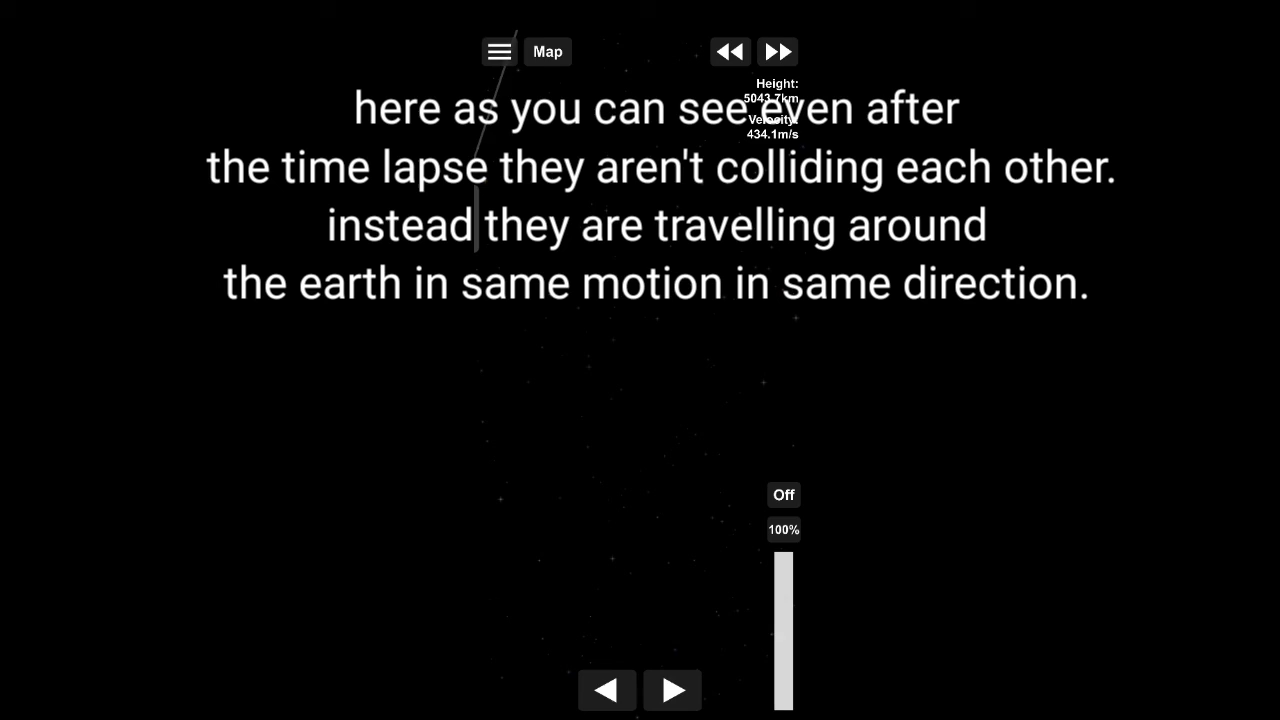 Map
Height:
5043.7km
Velocity:
434.1m/s
here as you can see even after
the time lapse they aren't colliding each other.
instead they are travelling around
the earth in same motion in same direction.
Off
100%